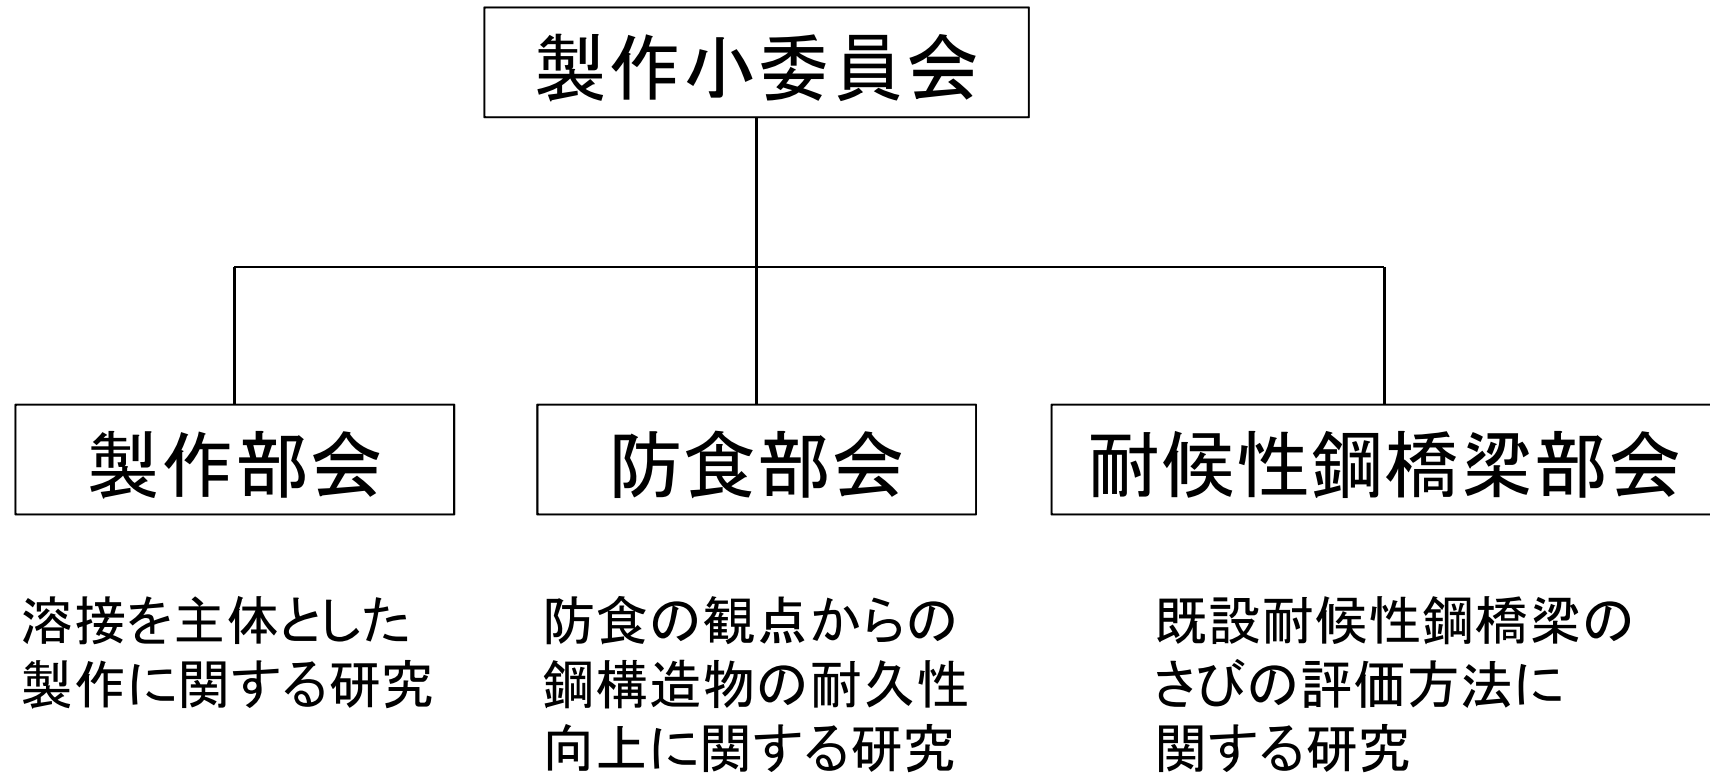 製作小委員会
製作部会
防食部会
耐候性鋼橋梁部会
溶接を主体とした
製作に関する研究
防食の観点からの
鋼構造物の耐久性
向上に関する研究
既設耐候性鋼橋梁の
さびの評価方法に
関する研究